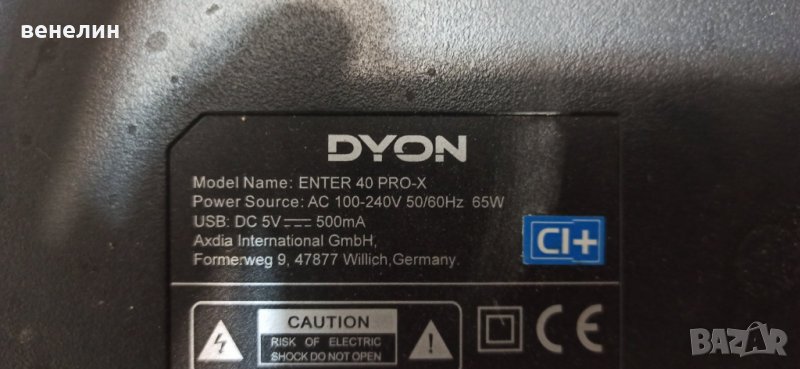 венелин
DYON
Model Name: ENTER 40 PRO-X
Power Source: AC 100-240V 50/60Hz 65W
USB: DC 5V⎓500mA
Axdia International GmbH,
Formerweg 9, 47877 Willich,Germany.
CI+
CAUTION
RISK OF ELECTRIC
SHOCK DO NOT OPEN
CE
BAZAR